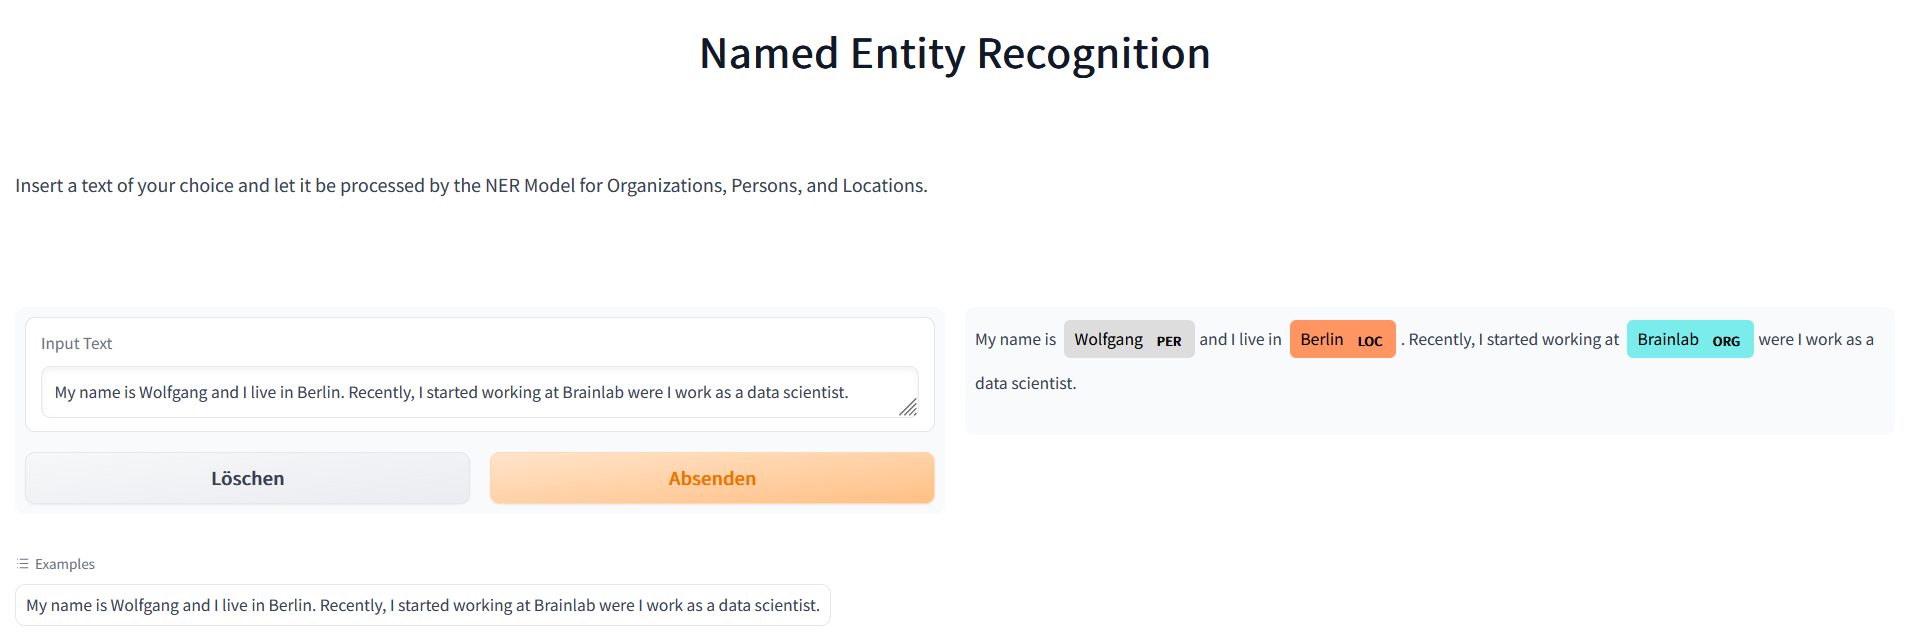 Named Entity Recognition
Insert a text of your choice and let it be processed by the NER Model for Organizations, Persons, and Locations.
Input Text
My name is Wolfgang and I live in Berlin. Recently, I started working at Brainlab were I work as a data scientist.
Löschen
Absenden
My name is Wolfgang PER and I live in Berlin LOC . Recently, I started working at Brainlab ORG were I work as a
data scientist.
Examples
My name is Wolfgang and I live in Berlin. Recently, I started working at Brainlab were I work as a data scientist.